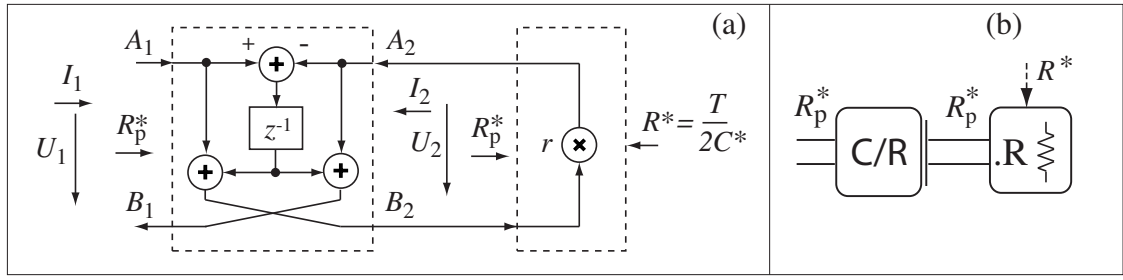 (a)
A1 + - A2
I1
U1
R*p
z-1
I2
U2
R*p
r
R* = T/2C*
B1 B2
(b)
R*
R*p R*p
C/R
.R